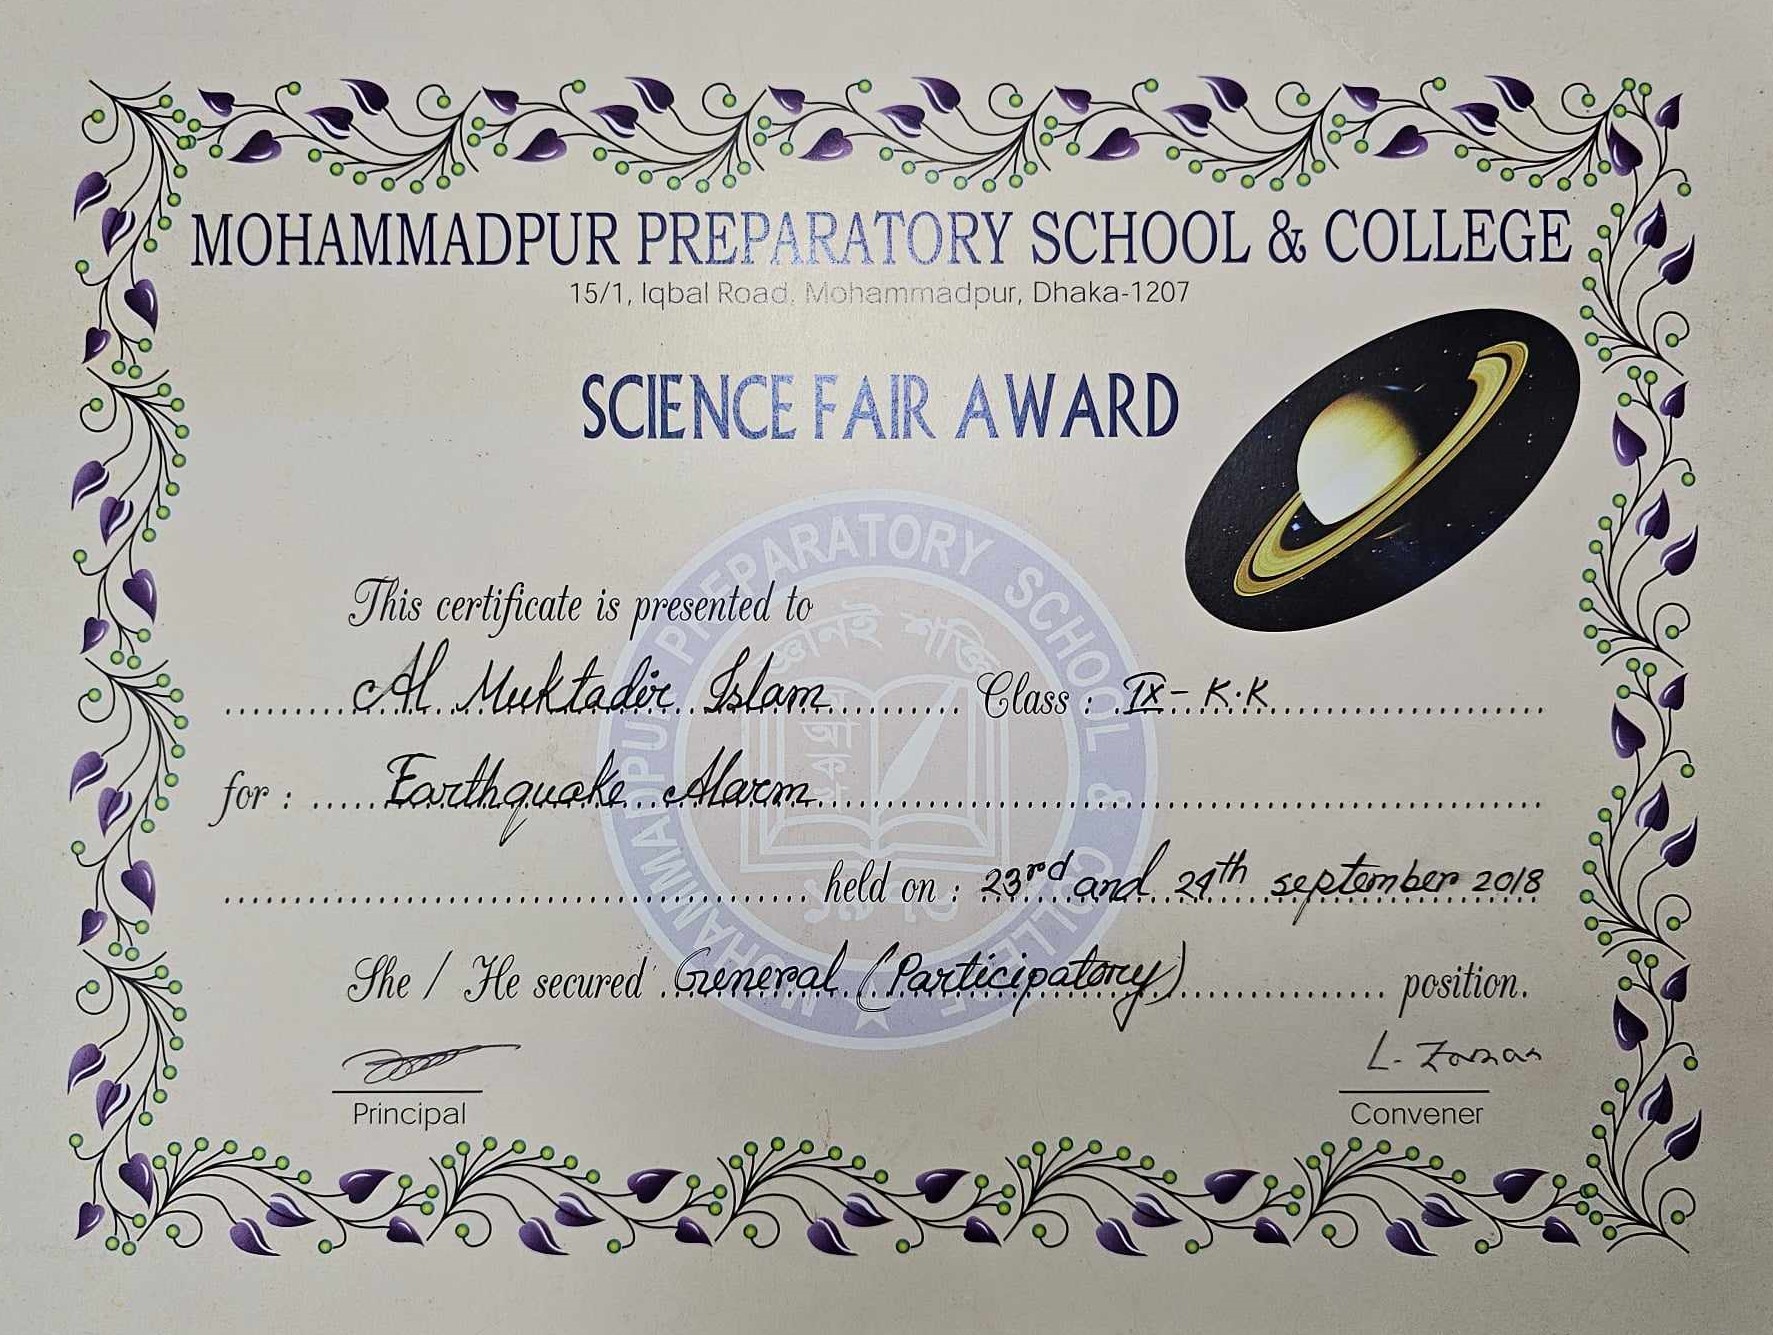 MOHAMMADPUR PREPARATORY SCHOOL & COLLEGE
15/1, Iqbal Road, Mohammadpur, Dhaka-1207
SCIENCE FAIR AWARD
This certificate is presented to
Al Muktadir Islam Class : IX- K.K
for : Earthquake Alarm
held on : 23rd and 24th september 2018
She / He secured General (Participatory) position.
L. Zaman
Principal Convener
MOHAMMADPUR PREPARATORY SCHOOL & COLLEGE
জ্ঞানই শক্তি